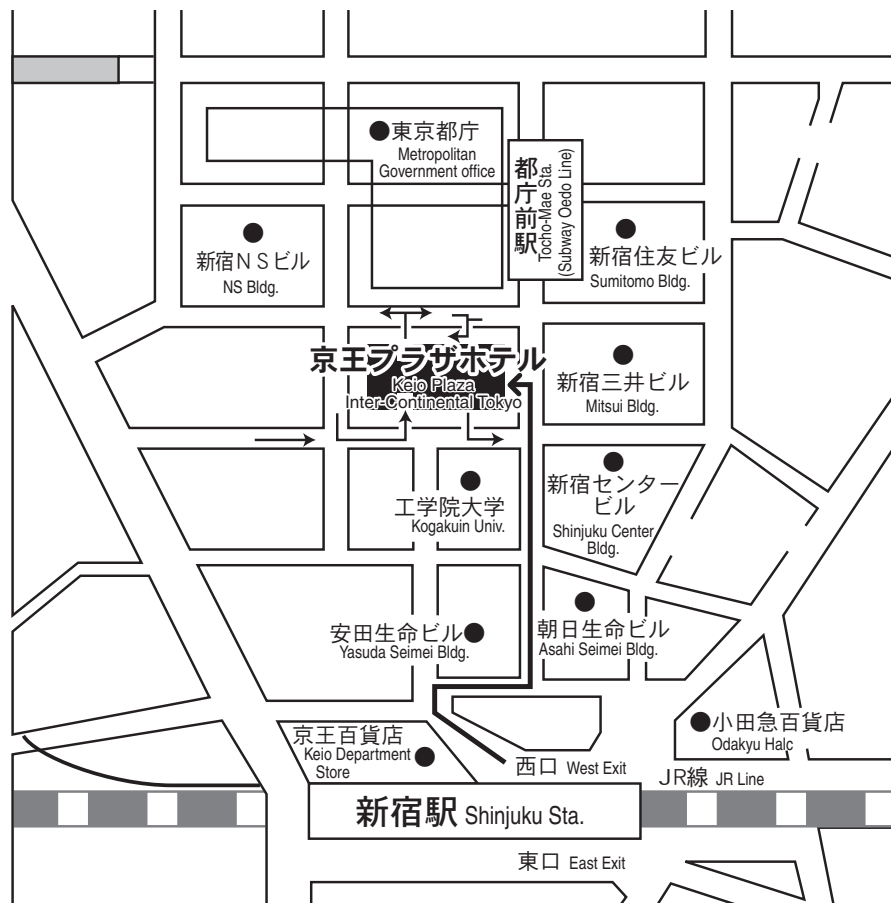 東京都庁
Metropolitan
Government office
都庁前駅
Tocho-Mae Sta.
(Subway Oedo Line)
新宿ＮＳビル
NS Bldg.
新宿住友ビル
Sumitomo Bldg.
京王プラザホテル
Keio Plaza
Inter-Continental Tokyo
新宿三井ビル
Mitsui Bldg.
工学院大学
Kogakuin Univ.
新宿センター
ビル
Shinjuku Center
Bldg.
安田生命ビル
Yasuda Seimei Bldg.
朝日生命ビル
Asahi Seimei Bldg.
京王百貨店
Keio Department
Store
小田急百貨店
Odakyu Halc
西口 West Exit
JR線 JR Line
新宿駅 Shinjuku Sta.
東口 East Exit